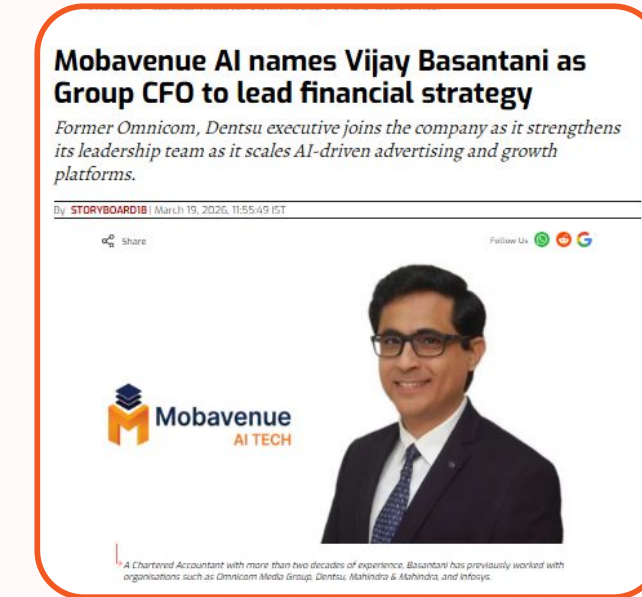 Mobavenue AI names Vijay Basantani as
Group CFO to lead financial strategy
Former Omnicom, Dentsu executive joins the company as it strengthens
its leadership team as it scales AI-driven advertising and growth
platforms.
By STORYBOARD18 | March 19, 2026, 11:55:49 IST
Share
Follow Us
Mobavenue
AI TECH
A Chartered Accountant with more than two decades of experience, Basantani has previously worked with
organisations such as Omnicom Media Group, Dentsu, Mahindra & Mahindra, and Infosys.